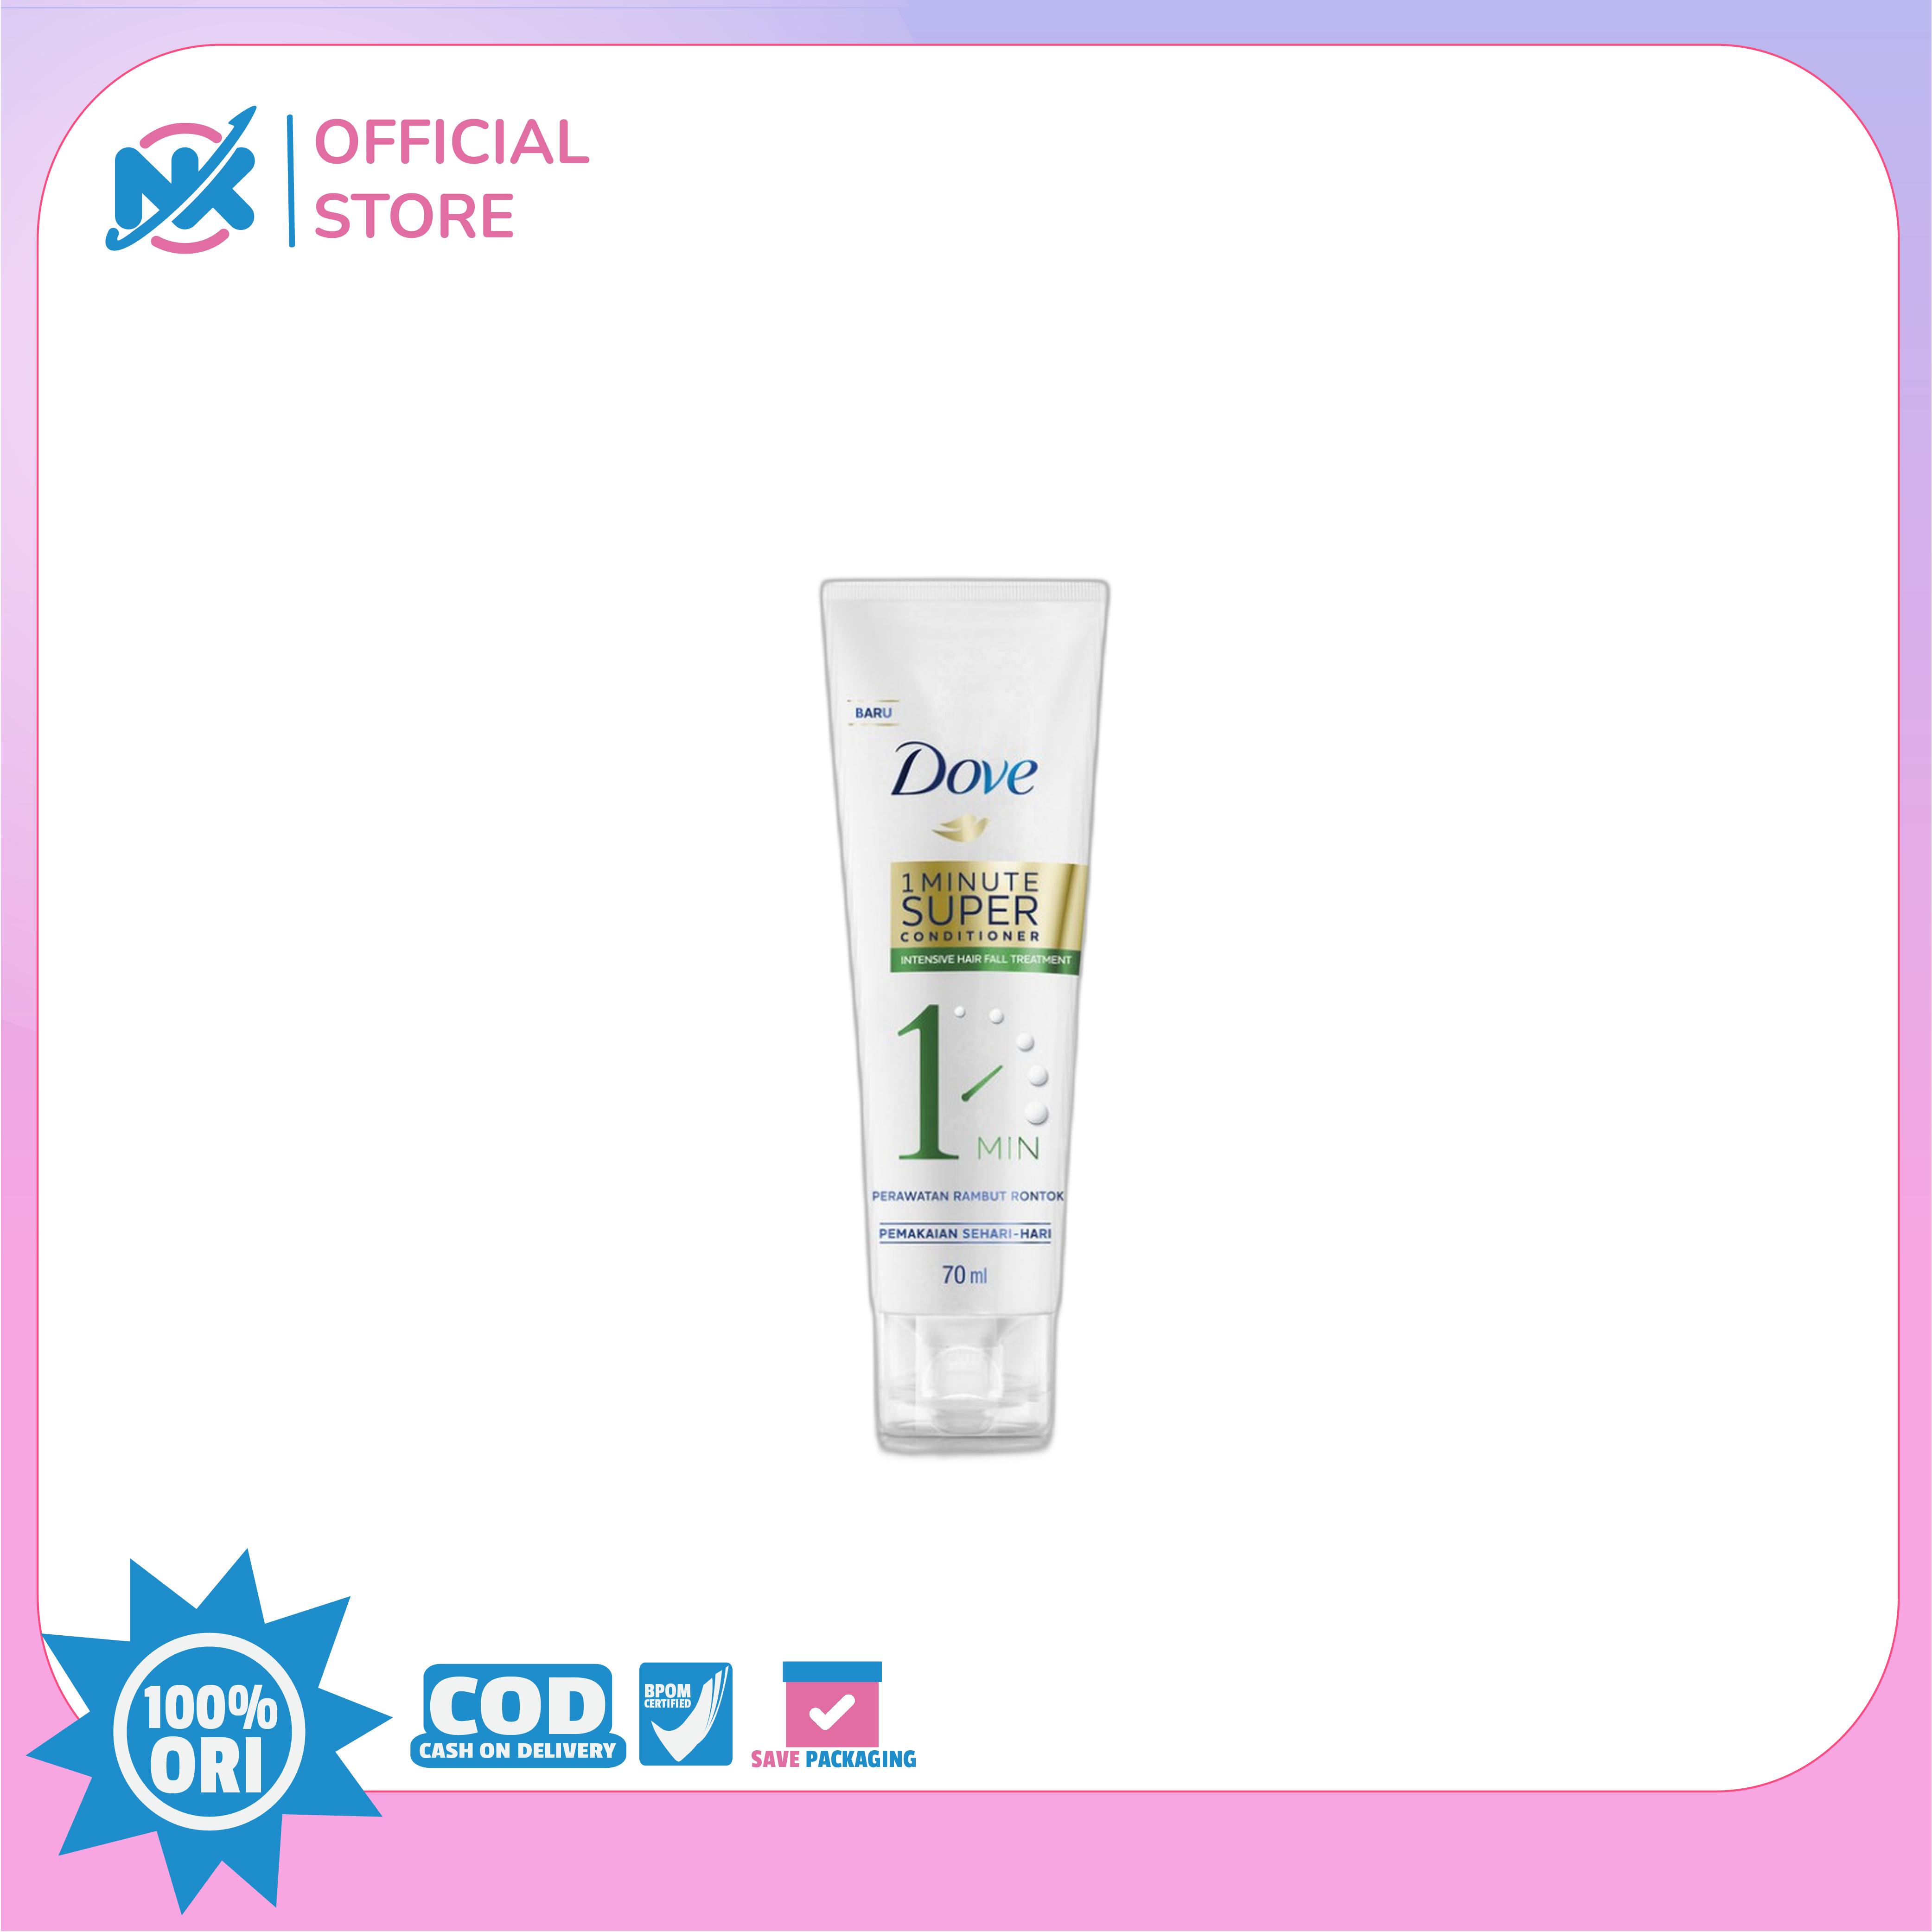 NK
OFFICIAL
STORE
BARU
Dove
1 MINUTE
SUPER
CONDITIONER
INTENSIVE HAIR FALL TREATMENT
1
MIN
PERAWATAN RAMBUT RONTOK
PEMAKAIAN SEHARI-HARI
70 ml
100%
ORI
COD
CASH ON DELIVERY
BPOM
CERTIFIED
SAVE PACKAGING